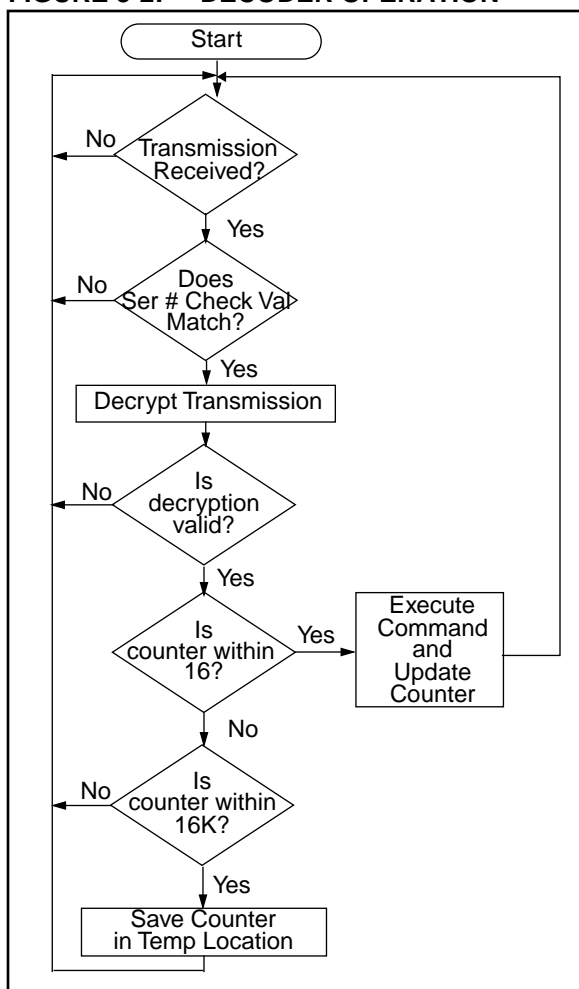 Start
No
Transmission
Received?
Yes
No
Does
Ser # Check Val
Match?
Yes
Decrypt Transmission
No
Is
decryption
valid?
Yes
Is
counter within
16?
Yes
Execute
Command
and
Update
Counter
No
No
Is
counter within
16K?
Yes
Save Counter
in Temp Location